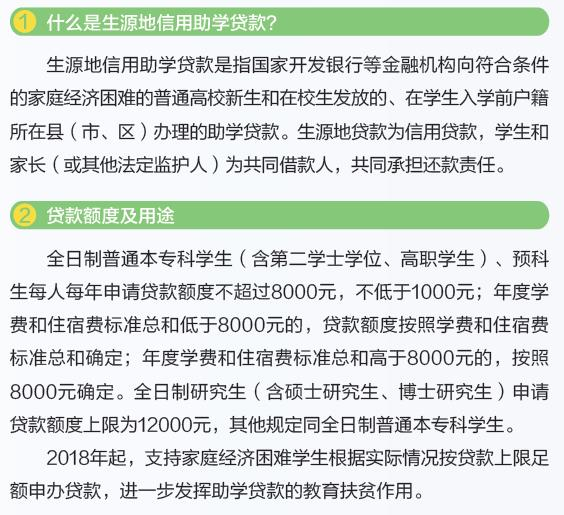 1 什么是生源地信用助学贷款？
生源地信用助学贷款是指国家开发银行等金融机构向符合条件
的家庭经济困难的普通高校新生和在校生发放的、在学生入学前户籍
所在县（市、区）办理的助学贷款。生源地贷款为信用贷款，学生和
家长（或其他法定监护人）为共同借款人，共同承担还款责任。
2 贷款额度及用途
全日制普通本专科学生（含第二学士学位、高职学生）、预科
生每人每年申请贷款额度不超过8000元，不低于1000元；年度学
费和住宿费标准总和低于8000元的，贷款额度按照学费和住宿费
标准总和确定；年度学费和住宿费标准总和高于8000元的，按照
8000元确定。全日制研究生（含硕士研究生、博士研究生）申请
贷款额度上限为12000元，其他规定同全日制普通本专科学生。
2018年起，支持家庭经济困难学生根据实际情况按贷款上限足
额申办贷款，进一步发挥助学贷款的教育扶贫作用。